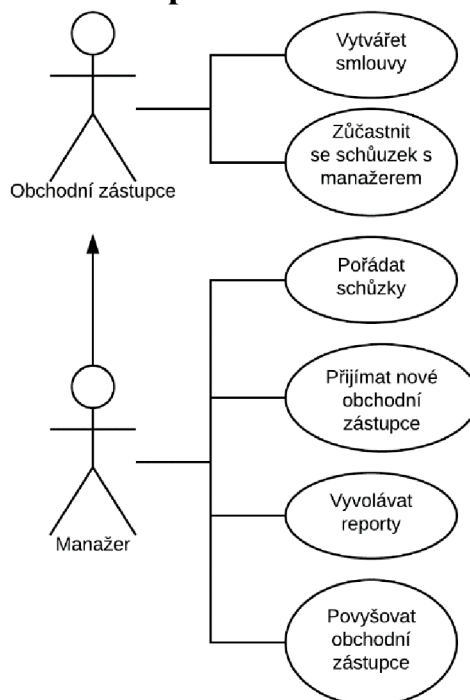 Vytvářet
smlouvy
Zůčastnit
se schůuzek s
manažerem
Obchodní zástupce
Pořádat
schůzky
Přijímat nové
obchodní
zástupce
Vyvolávat
reporty
Manažer
Povyšovat
obchodní
zástupce